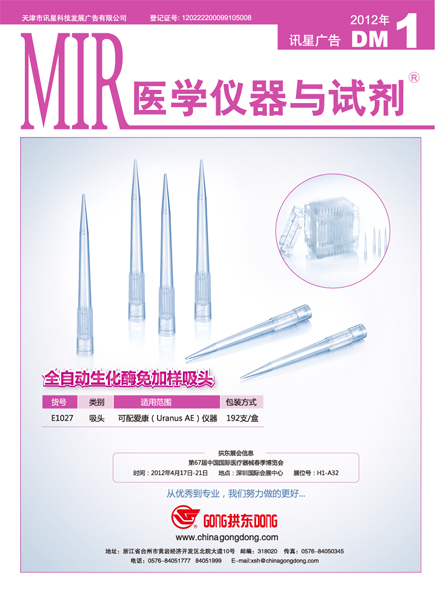 天津市讯星科技发展广告有限公司 登记证号: 120222200099105008
2012年
讯星广告 DM 1
MIR 医学仪器与试剂®
全自动生化酶免加样吸头
货号 类别 适用范围 包装方式
E1027 吸头 可配爱康（Uranus AE）仪器 192支/盒
拱东展会信息
第67届中国国际医疗器械春季博览会
时间：2012年4月17日-21日 地点：深圳国际会展中心 展位号：H1-A32
从优秀到专业，我们努力做的更好...
GONG拱东DONG
www.chinagongdong.com
地址：浙江省台州市黄岩经济开发区北院大道10号 邮编：318020 传真：0576-84050345
电话：0576-84051777 84051999 E-mail:xsh@chinagongdong.com